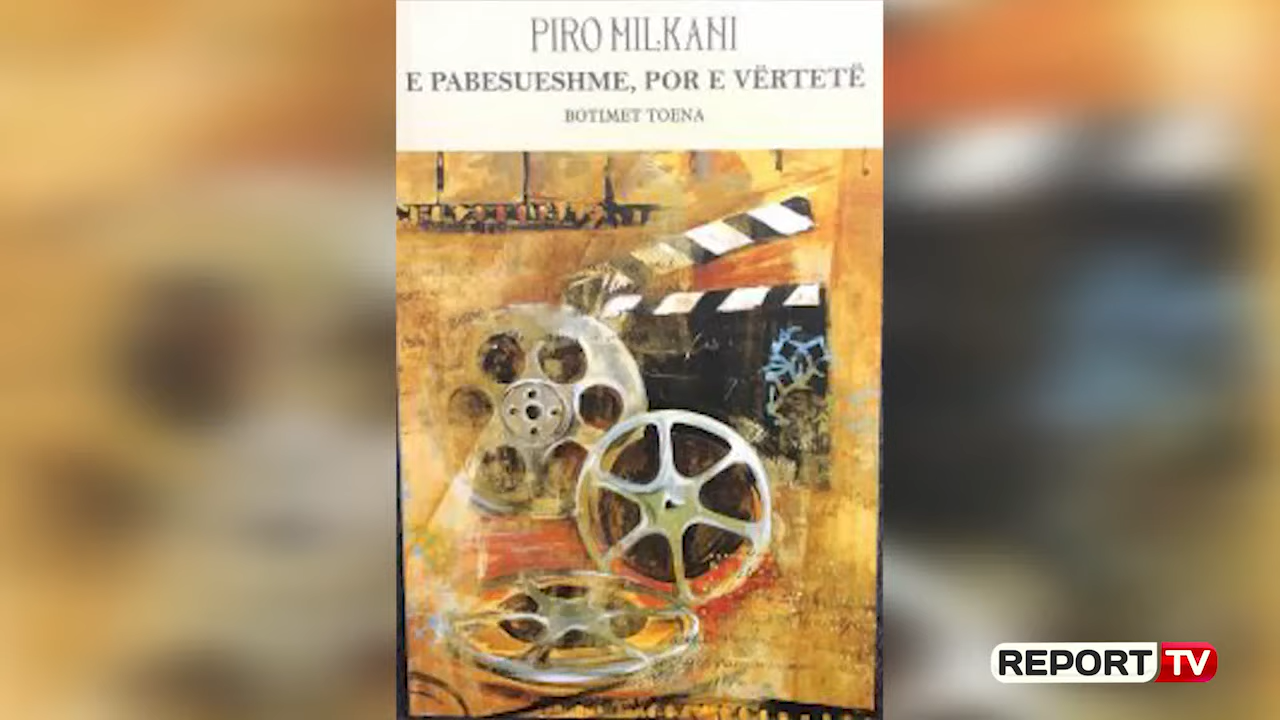 PIRO MILKANI
E PABESUESHME, POR E VËRTETË
BOTIMET TOENA
REPORT TV